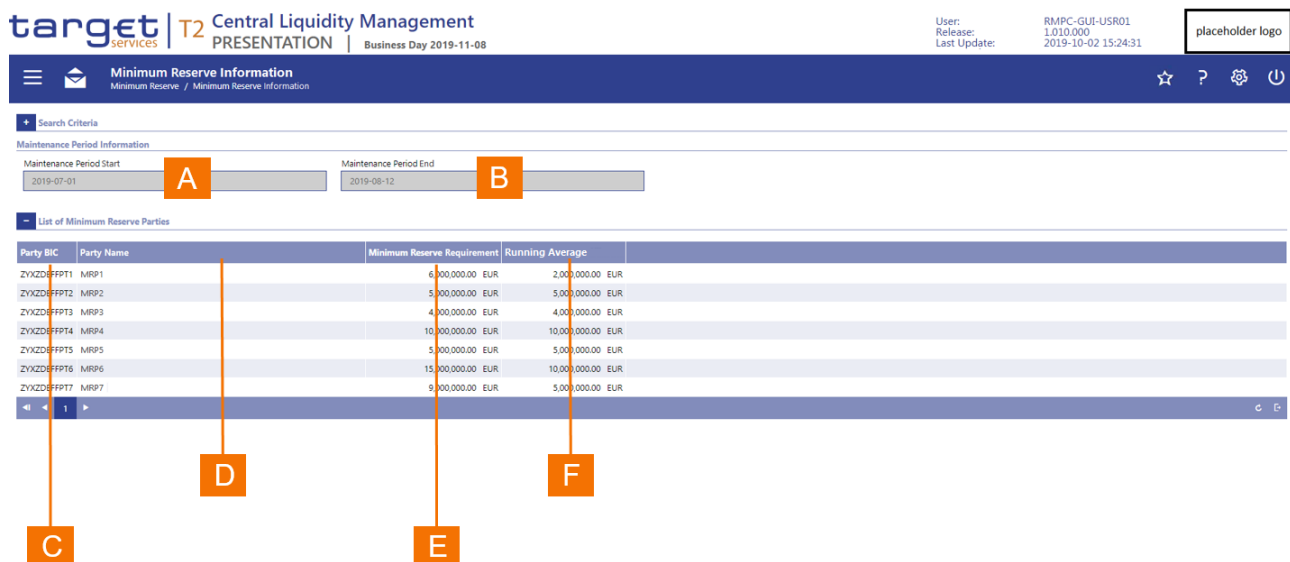 target services T2 Central Liquidity Management
PRESENTATION | Business Day 2019-11-08
User: RMPC-GUI-USR01
Release: 1.010.000
Last Update: 2019-10-02 15:24:31
placeholder logo
Minimum Reserve Information
Minimum Reserve / Minimum Reserve Information
?
+ Search Criteria
Maintenance Period Information
Maintenance Period Start Maintenance Period End
2019-07-01 A 2019-08-12 B
- List of Minimum Reserve Parties
Party BIC Party Name Minimum Reserve Requirement Running Average
ZYXZDEFFPT1 MRP1 6,000,000.00 EUR 2,000,000.00 EUR
ZYXZDEFFPT2 MRP2 5,000,000.00 EUR 5,000,000.00 EUR
ZYXZDEFFPT3 MRP3 4,000,000.00 EUR 4,000,000.00 EUR
ZYXZDEFFPT4 MRP4 10,000,000.00 EUR 10,000,000.00 EUR
ZYXZDEFFPT5 MRP5 5,000,000.00 EUR 5,000,000.00 EUR
ZYXZDEFFPT6 MRP6 15,000,000.00 EUR 10,000,000.00 EUR
ZYXZDEFFPT7 MRP7 9,000,000.00 EUR 5,000,000.00 EUR
1
D F
C E